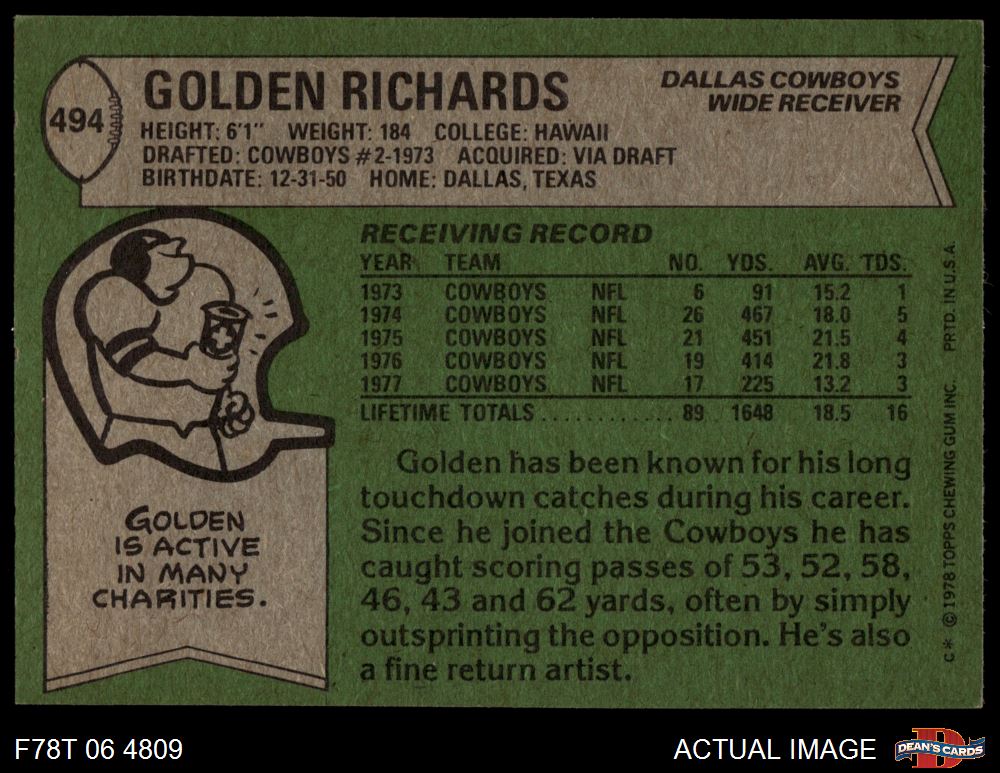 494
GOLDEN RICHARDS
DALLAS COWBOYS
WIDE RECEIVER
HEIGHT: 6'1" WEIGHT: 184 COLLEGE: HAWAII
DRAFTED: COWBOYS #2-1973 ACQUIRED: VIA DRAFT
BIRTHDATE: 12-31-50 HOME: DALLAS, TEXAS
RECEIVING RECORD
YEAR TEAM NO. YDS. AVG. TDS.
1973 COWBOYS NFL 6 91 15.2 1
1974 COWBOYS NFL 26 467 18.0 5
1975 COWBOYS NFL 21 451 21.5 4
1976 COWBOYS NFL 19 414 21.8 3
1977 COWBOYS NFL 17 225 13.2 3
LIFETIME TOTALS............ 89 1648 18.5 16
Golden has been known for his long
touchdown catches during his career.
Since he joined the Cowboys he has
caught scoring passes of 53, 52, 58,
46, 43 and 62 yards, often by simply
outsprinting the opposition. He's also
a fine return artist.
GOLDEN
IS ACTIVE
IN MANY
CHARITIES.
C* ©1978 TOPPS CHEWING GUM INC. PRTD. IN U.S.A.
F78T 06 4809
ACTUAL IMAGE
D
DEAN'S CARDS